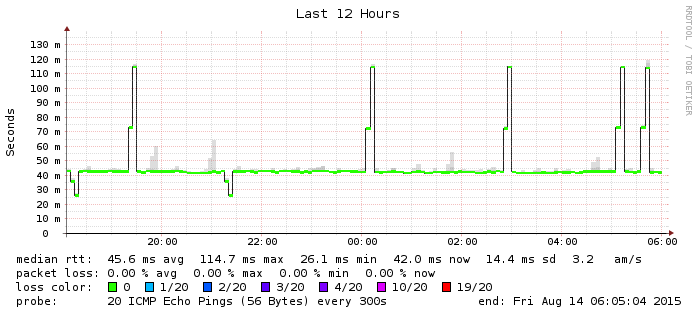 Last 12 Hours
RRDTOOL / TOBI OETIKER
Seconds
130 m
120 m
110 m
100 m
90 m
80 m
70 m
60 m
50 m
40 m
30 m
20 m
10 m
0
20:00 22:00 00:00 02:00 04:00 06:00
median rtt: 45.6 ms avg 114.7 ms max 26.1 ms min 42.0 ms now 14.4 ms sd 3.2 am/s
packet loss: 0.00 % avg 0.00 % max 0.00 % min 0.00 % now
loss color: 0 1/20 2/20 3/20 4/20 10/20 19/20
probe: 20 ICMP Echo Pings (56 Bytes) every 300s end: Fri Aug 14 06:05:04 2015